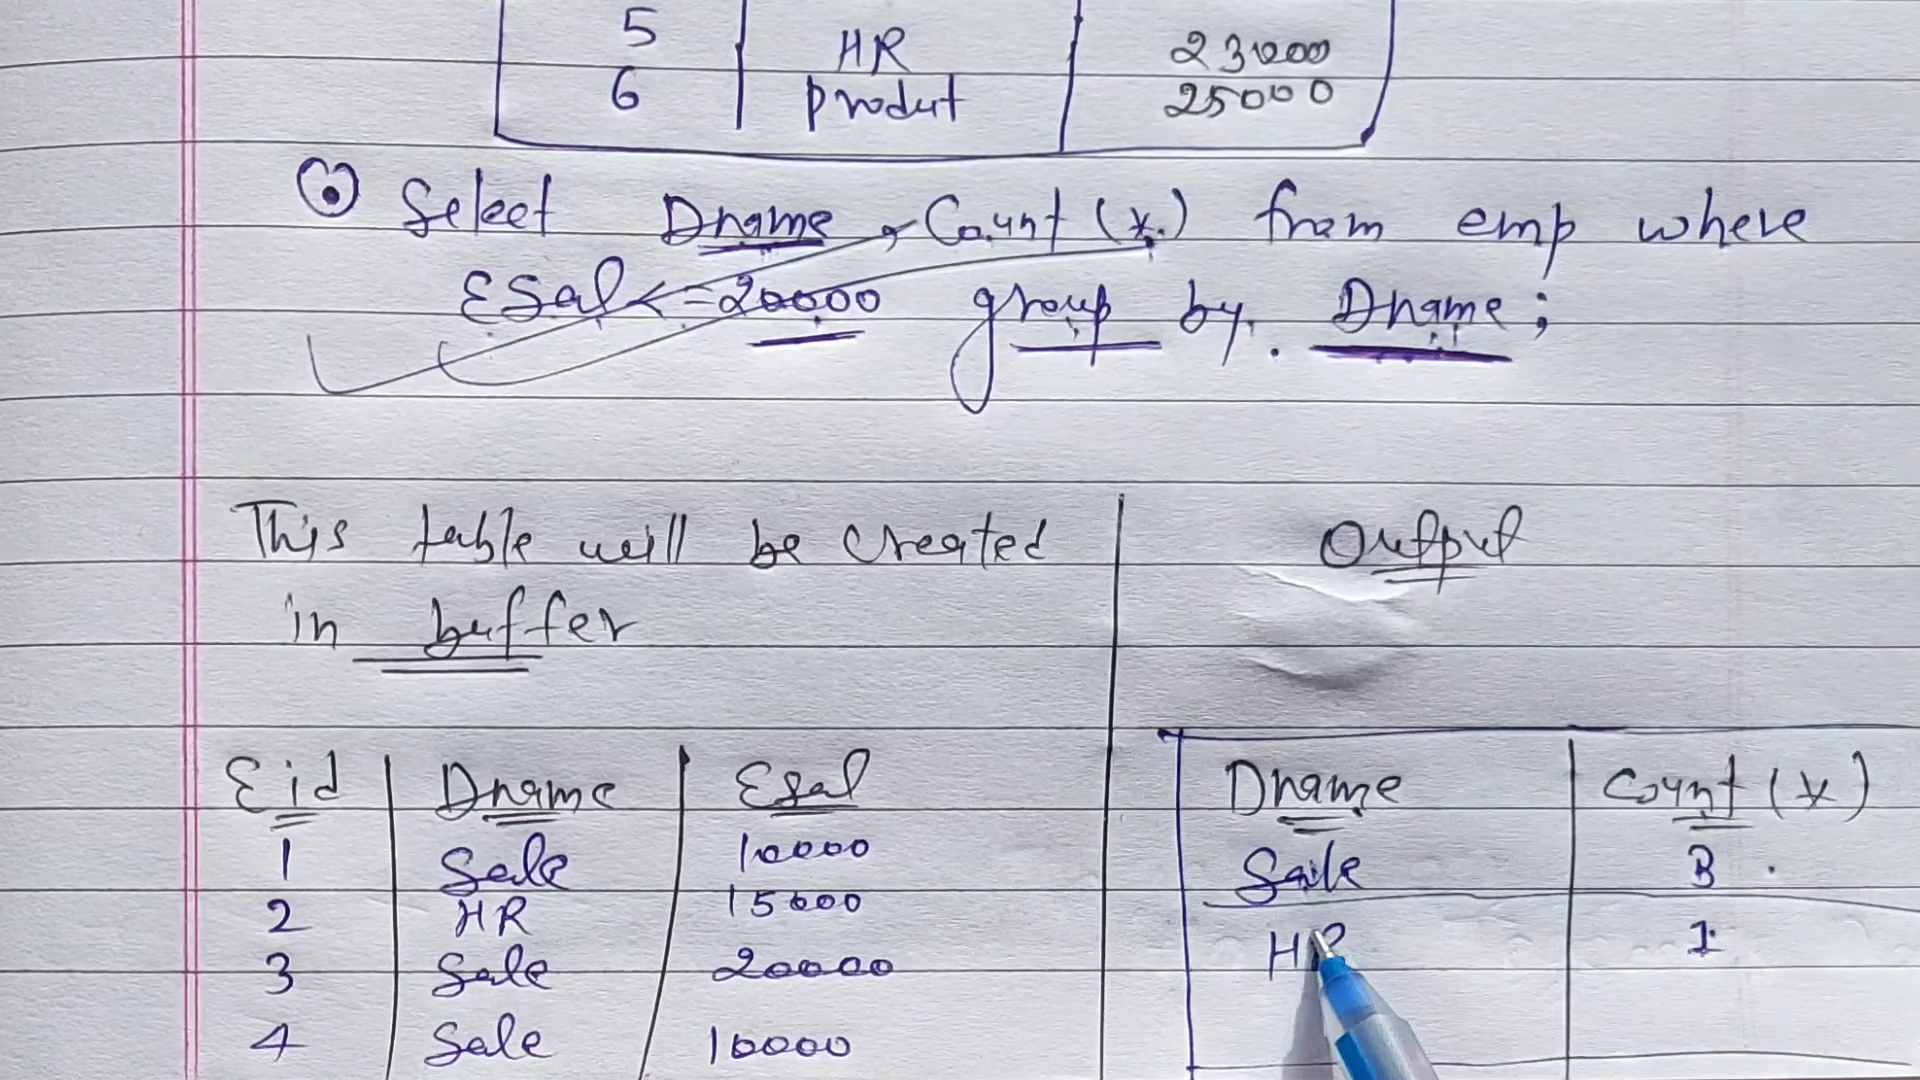 5 HR 23000
6 Produt 25000
Select Dname, Count (*) from emp where
ESal <= 20000 group by Dname;
This table will be created
in buffer
Output
Eid Dname Esal
1 Sale 10000
2 HR 15000
3 Sale 20000
4 Sale 10000
Dname Count (*)
Sale 3
HR 1